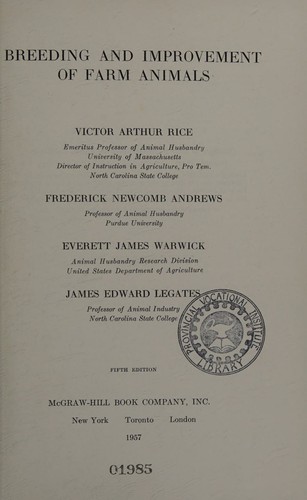 BREEDING AND IMPROVEMENT
OF FARM ANIMALS
VICTOR ARTHUR RICE
Emeritus Professor of Animal Husbandry
University of Massachusetts
Director of Instruction in Agriculture, Pro Tem.
North Carolina State College
FREDERICK NEWCOMB ANDREWS
Professor of Animal Husbandry
Purdue University
EVERETT JAMES WARWICK
Animal Husbandry Research Division
United States Department of Agriculture
JAMES EDWARD LEGATES
Professor of Animal Industry
North Carolina State College
PROVINCIAL VOCATIONAL INSTITUTE
LIBRARY
FIFTH EDITION
McGRAW-HILL BOOK COMPANY, INC.
New York Toronto London
1957
01985